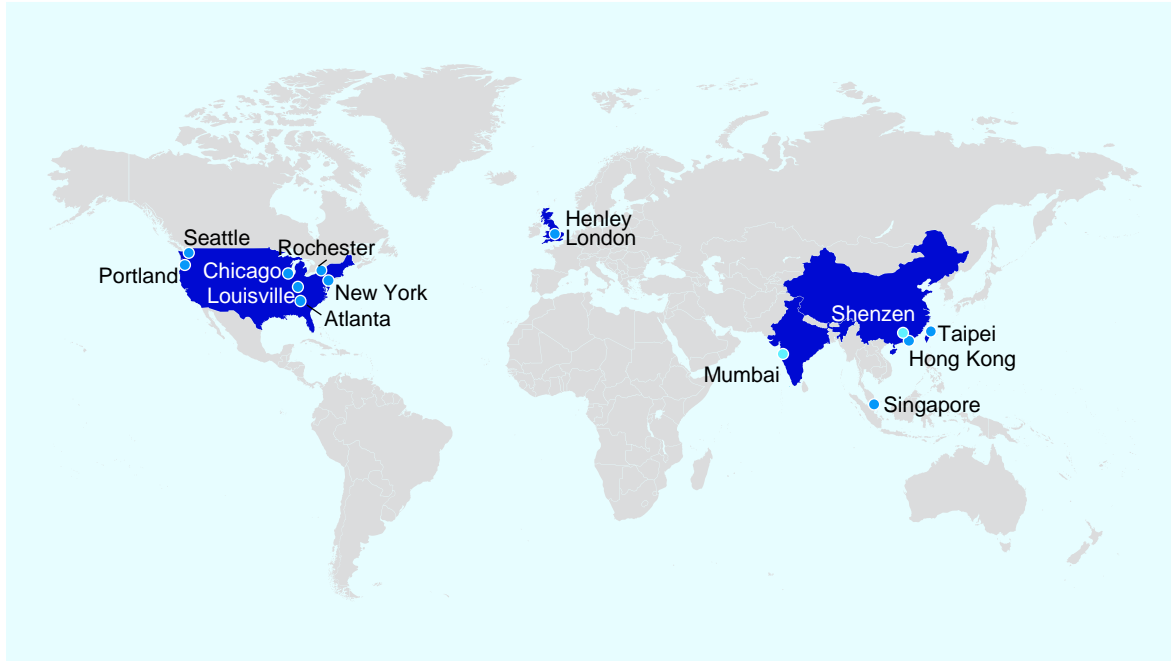 Seattle
Rochester
Portland
Chicago
Louisville
New York
Atlanta
Henley
London
Shenzen
Taipei
Hong Kong
Mumbai
Singapore